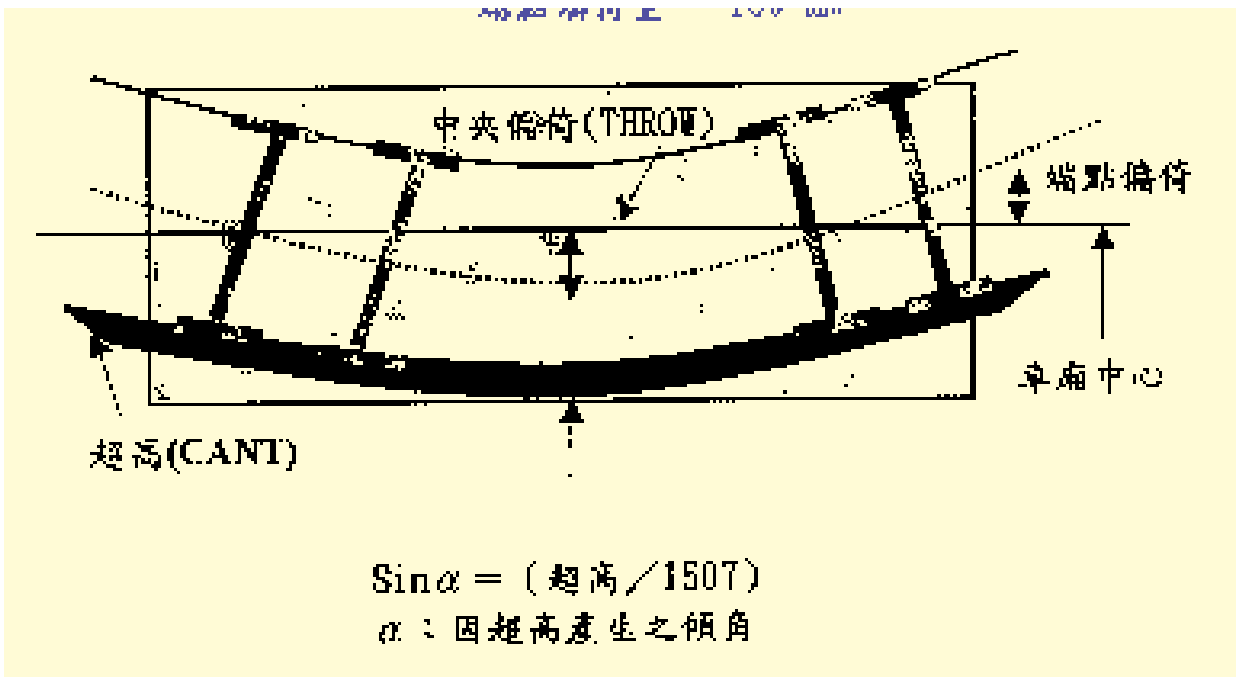 中央偏倚(THROW)
端點偏倚
車廂中心
超高(CANT)
Sinα＝（超高／1507）
α：因超高產生之傾角